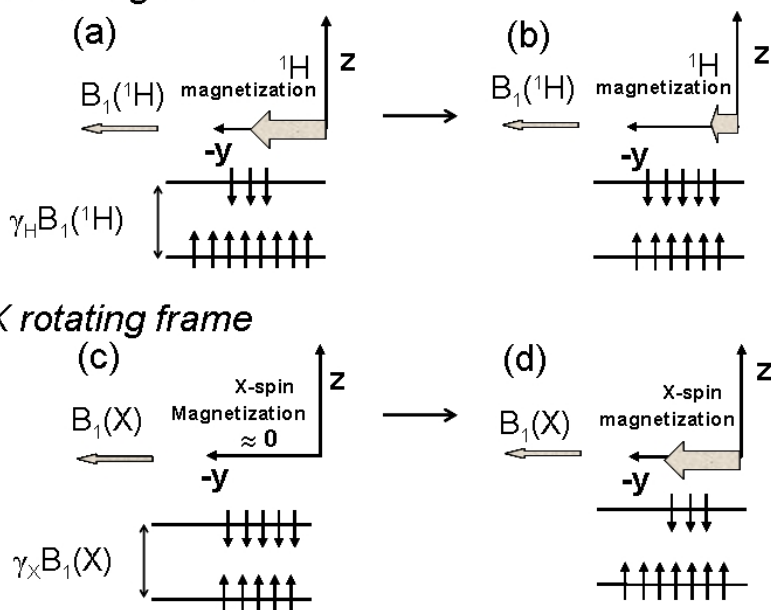 (a)
(b)
¹H
magnetization
z
B₁(¹H)
-y
¹H
magnetization
z
B₁(¹H)
-y
γHB₁(¹H)
X rotating frame
(c)
(d)
X-spin
Magnetization
≈ 0
z
B₁(X)
-y
X-spin
magnetization
z
B₁(X)
-y
γXB₁(X)